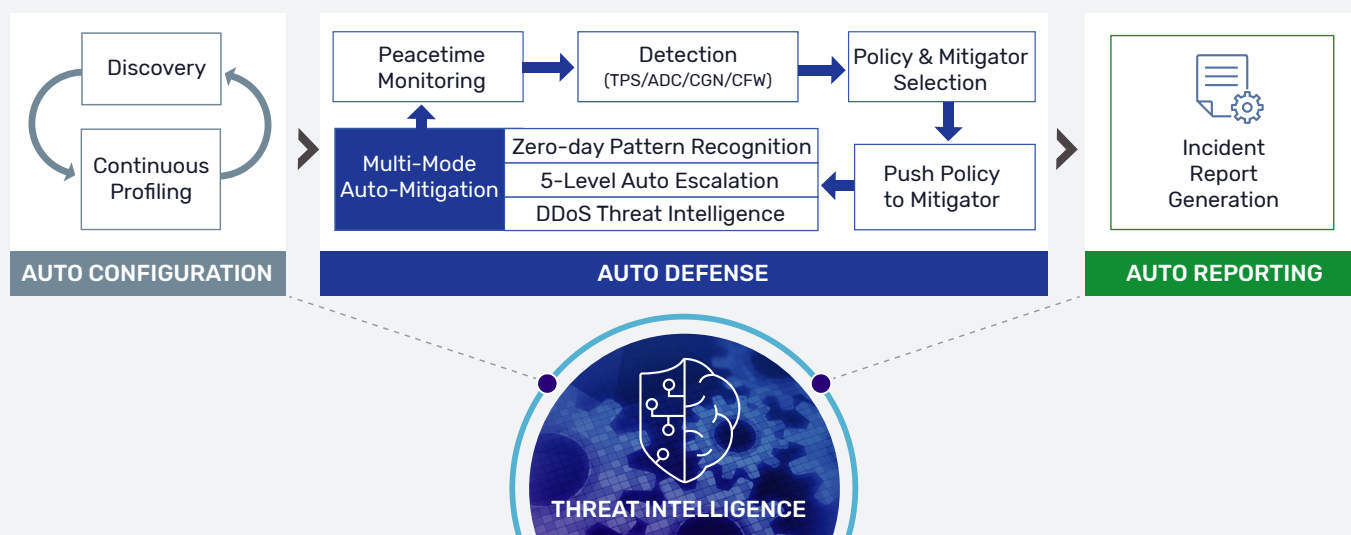 Discovery
Continuous
Profiling
AUTO CONFIGURATION
Peacetime
Monitoring
Detection
(TPS/ADC/CGN/CFW)
Policy & Mitigator
Selection
Push Policy
to Mitigator
Zero-day Pattern Recognition
5-Level Auto Escalation
DDoS Threat Intelligence
Multi-Mode
Auto-Mitigation
AUTO DEFENSE
Incident
Report
Generation
AUTO REPORTING
THREAT INTELLIGENCE